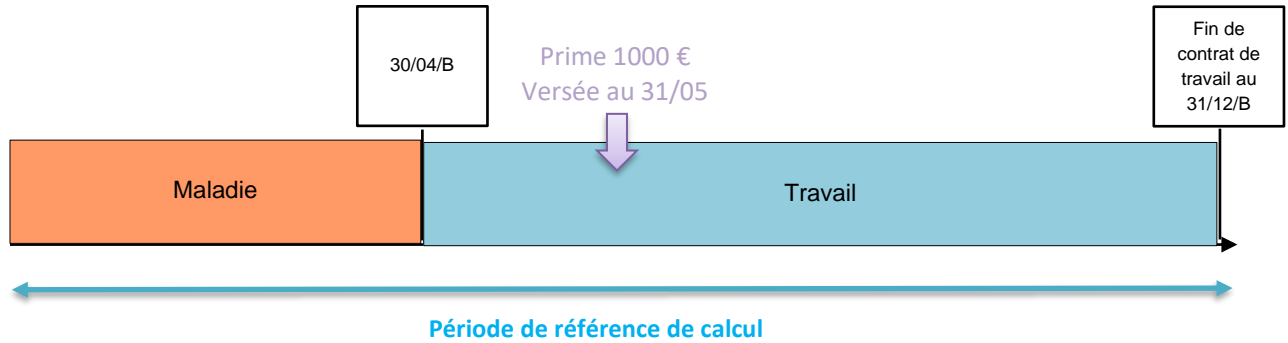 30/04/B
Prime 1000 €
Versée au 31/05
Fin de
contrat de
travail au
31/12/B
Maladie
Travail
Période de référence de calcul